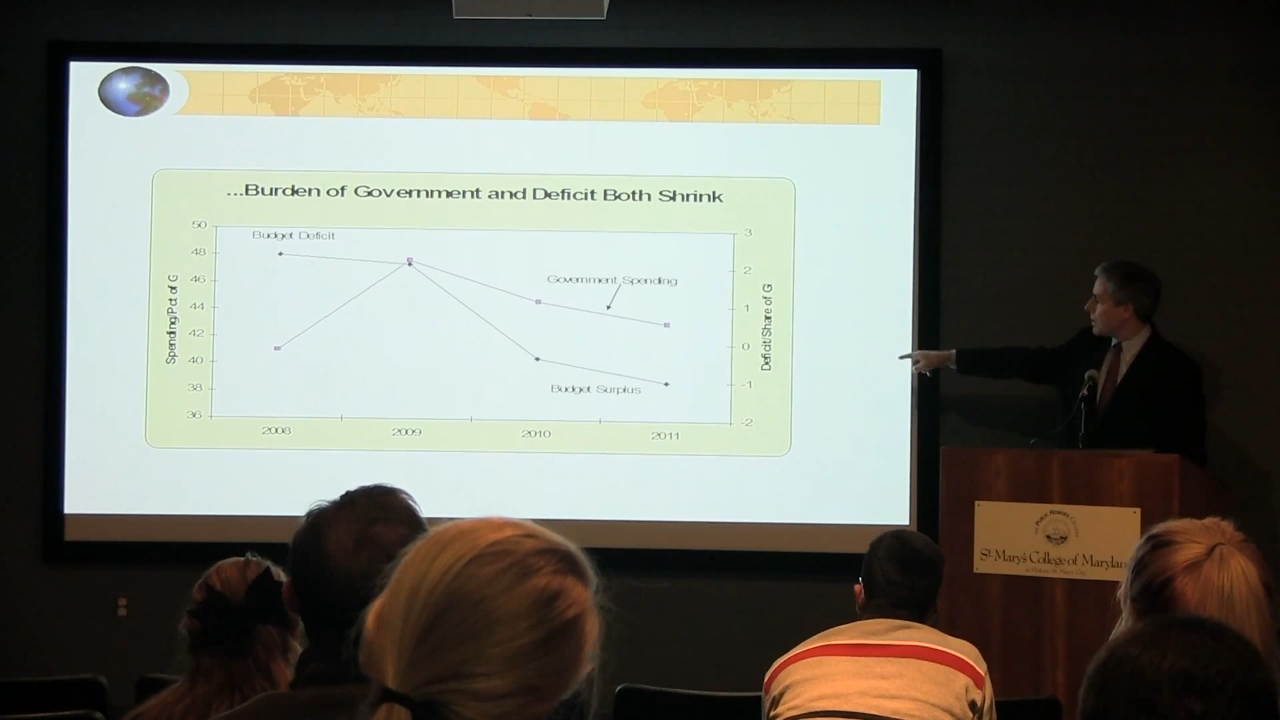 ...Burden of Government and Deficit Both Shrink
50
48
46
44
42
40
38
36
Spending/Pct of G
Budget Deficit
Government Spending
Budget Surplus
3
2
1
0
-1
-2
Deficit/Share of G
2008 2009 2010 2011
St. Mary's College of Marylan